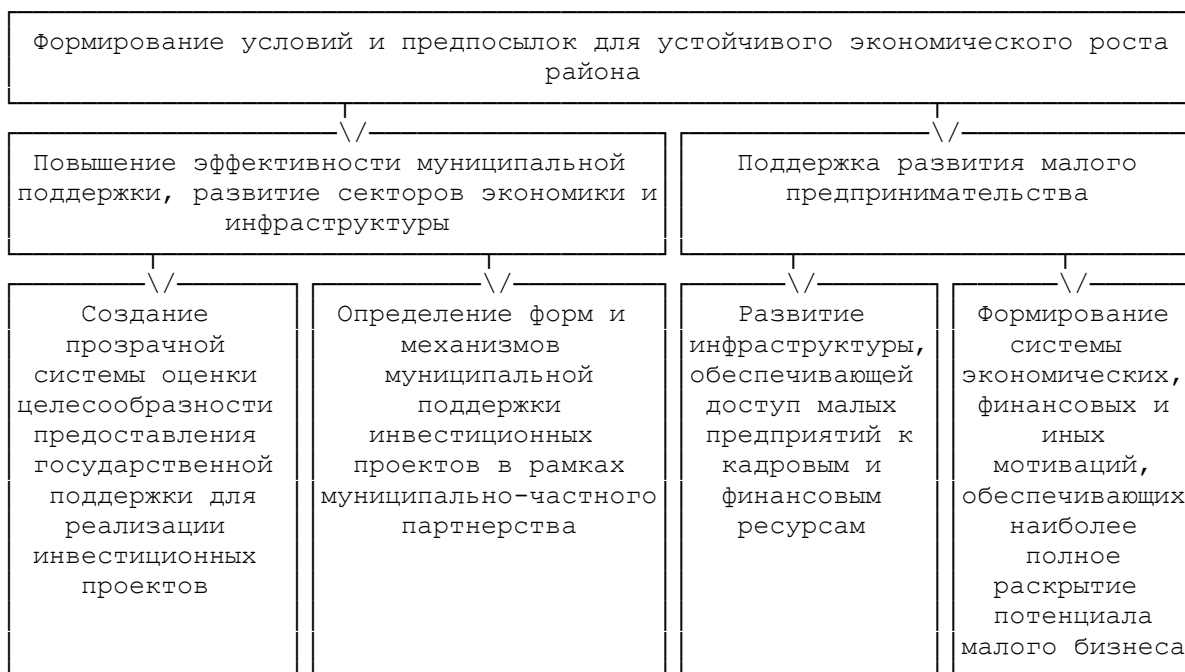 Формирование условий и предпосылок для устойчивого экономического роста
района
Повышение эффективности муниципальной
поддержки, развитие секторов экономики и
инфраструктуры
Поддержка развития малого
предпринимательства
Создание
прозрачной
системы оценки
целесообразности
предоставления
государственной
поддержки для
реализации
инвестиционных
проектов
Определение форм и
механизмов
муниципальной
поддержки
инвестиционных
проектов в рамках
муниципально-частного
партнерства
Развитие
инфраструктуры,
обеспечивающей
доступ малых
предприятий к
кадровым и
финансовым
ресурсам
Формирование
системы
экономических,
финансовых и
иных
мотиваций,
обеспечивающих
наиболее
полное
раскрытие
потенциала
малого бизнеса